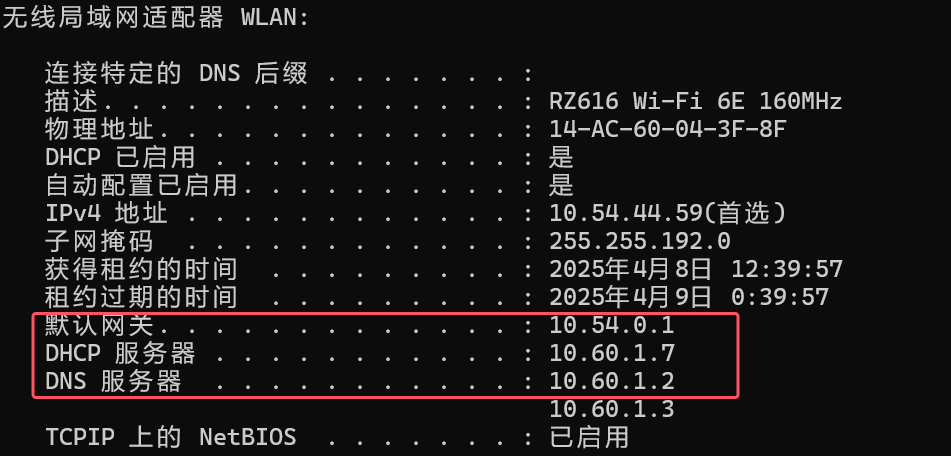 无线局域网适配器 WLAN:
连接特定的 DNS 后缀 . . . . . . . :
描述. . . . . . . . . . . . . . . : RZ616 Wi-Fi 6E 160MHz
物理地址. . . . . . . . . . . . . : 14-AC-60-04-3F-8F
DHCP 已启用 . . . . . . . . . . . : 是
自动配置已启用. . . . . . . . . . : 是
IPv4 地址 . . . . . . . . . . . . : 10.54.44.59(首选)
子网掩码  . . . . . . . . . . . . : 255.255.192.0
获得租约的时间  . . . . . . . . . : 2025年4月8日 12:39:57
租约过期的时间  . . . . . . . . . : 2025年4月9日 0:39:57
默认网关. . . . . . . . . . . . . : 10.54.0.1
DHCP 服务器 . . . . . . . . . . . : 10.60.1.7
DNS 服务器  . . . . . . . . . . . : 10.60.1.2
10.60.1.3
TCPIP 上的 NetBIOS  . . . . . . . : 已启用